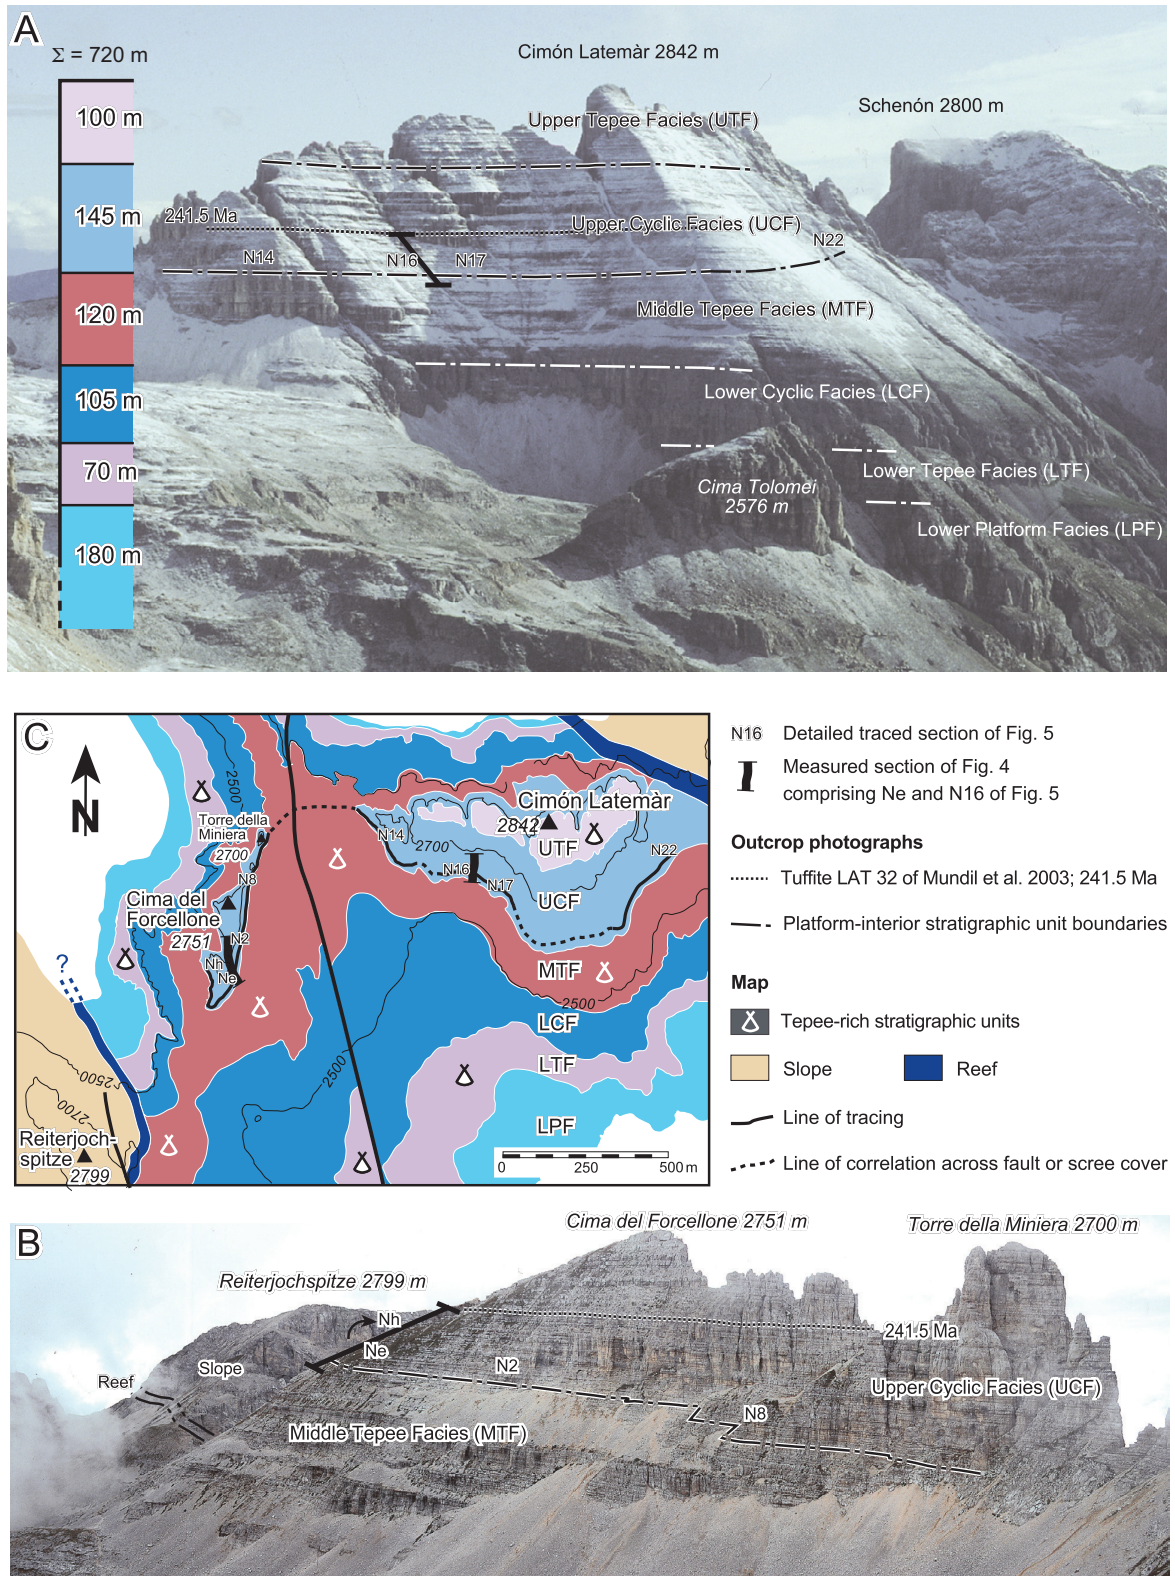 A
Σ = 720 m
Cimón Latemàr 2842 m
Schenón 2800 m
100 m
Upper Tepee Facies (UTF)
145 m
241.5 Ma
Upper Cyclic Facies (UCF)
N22
N14
N16
N17
120 m
Middle Tepee Facies (MTF)
105 m
Lower Cyclic Facies (LCF)
70 m
Lower Tepee Facies (LTF)
Cima Tolomei
2576 m
180 m
Lower Platform Facies (LPF)
C
N
2500
Torre della
Miniera
2700
N8
Cima del
Forcellone
2751
N2
Nh
Ne
?
2500
2700
Reiterjoch-
spitze
2799
2500
Cimón Latemàr
2842
N14
2700
UTF
N16
N17
N22
UCF
MTF
2500
LCF
LTF
LPF
0 250 500 m
N16 Detailed traced section of Fig. 5
Measured section of Fig. 4
comprising Ne and N16 of Fig. 5
Outcrop photographs
Tuffite LAT 32 of Mundil et al. 2003; 241.5 Ma
Platform-interior stratigraphic unit boundaries
Map
Tepee-rich stratigraphic units
Slope
Reef
Line of tracing
Line of correlation across fault or scree cover
B
Cima del Forcellone 2751 m
Torre della Miniera 2700 m
Reiterjochspitze 2799 m
Nh
241.5 Ma
Ne
Slope
N2
Reef
Upper Cyclic Facies (UCF)
N8
Middle Tepee Facies (MTF)